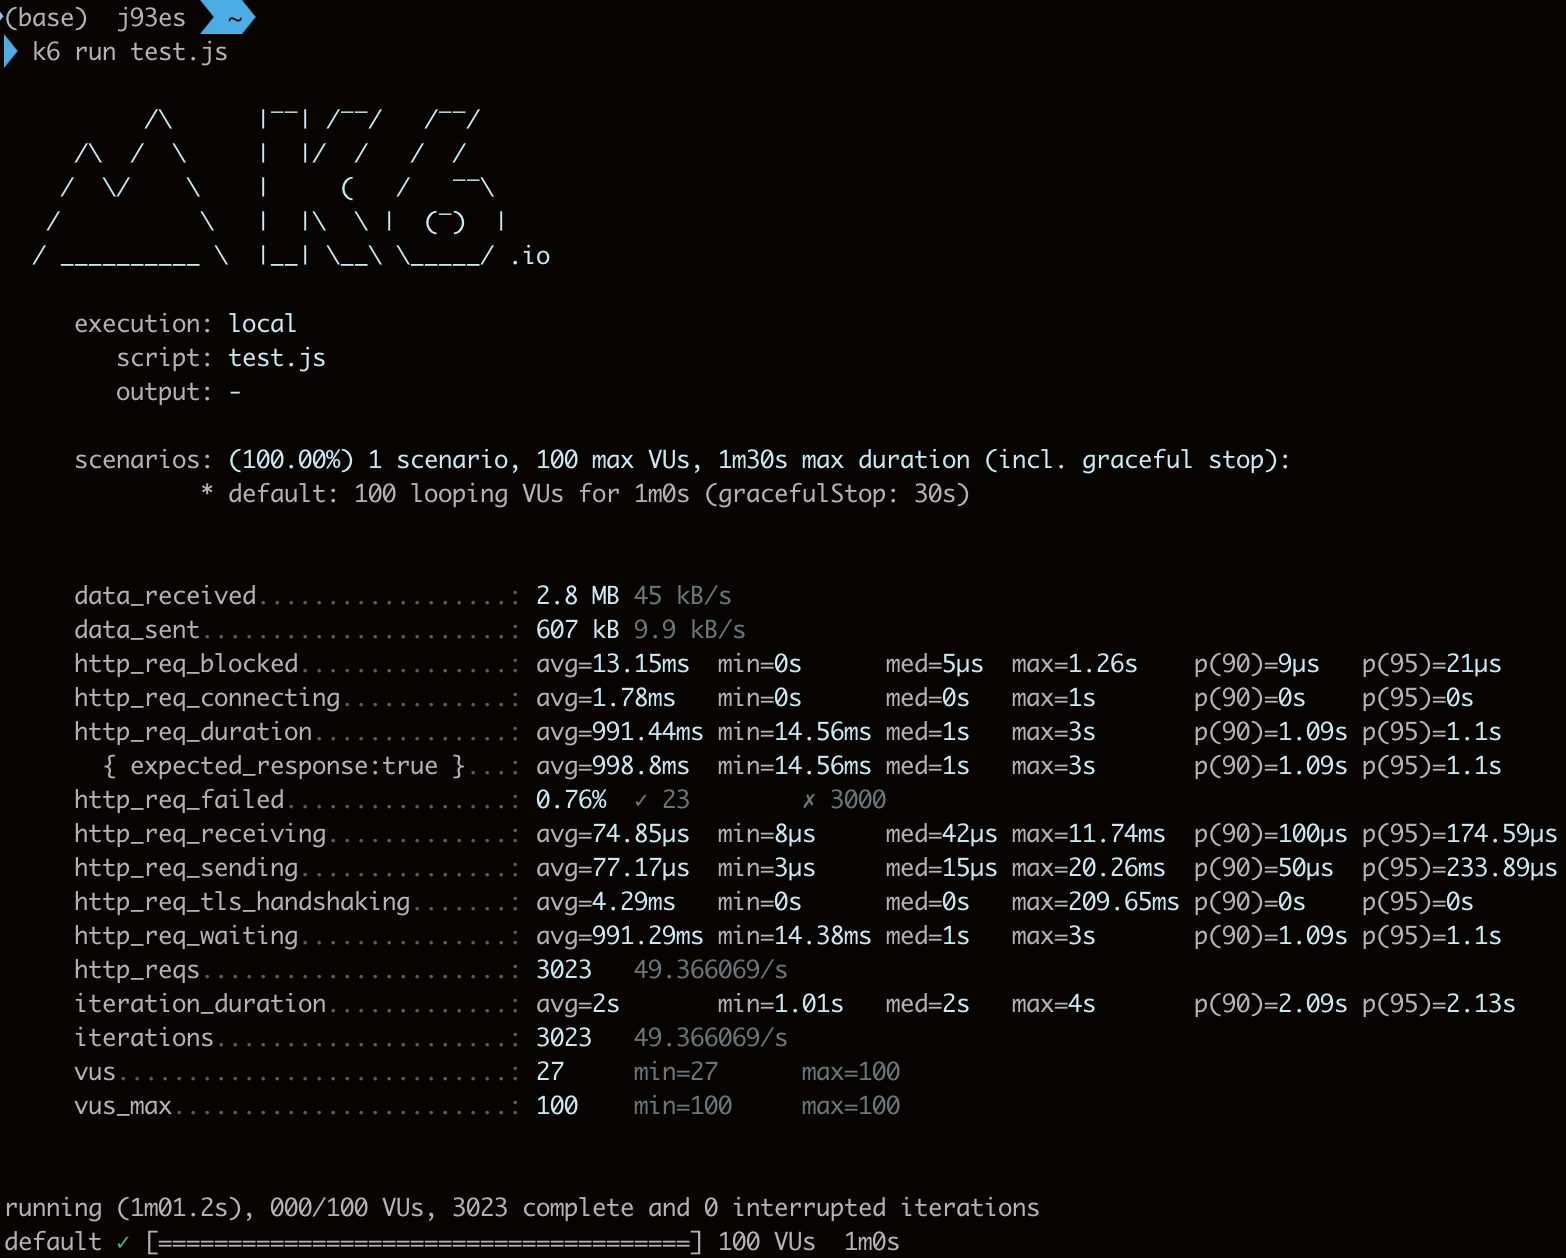 (base) j93es ~
k6 run test.js
/\ |‾‾| /‾‾/ /‾‾/
/\ / \ | |/ / / /
/ \/ \ | ( / ‾‾\
/ \ | |\ \ | (‾) |
/ __________ \ |__| \__\ \_____/ .io
execution: local
script: test.js
output: -
scenarios: (100.00%) 1 scenario, 100 max VUs, 1m30s max duration (incl. graceful stop):
* default: 100 looping VUs for 1m0s (gracefulStop: 30s)
data_received..................: 2.8 MB 45 kB/s
data_sent......................: 607 kB 9.9 kB/s
http_req_blocked...............: avg=13.15ms min=0s med=5µs max=1.26s p(90)=9µs p(95)=21µs
http_req_connecting............: avg=1.78ms min=0s med=0s max=1s p(90)=0s p(95)=0s
http_req_duration..............: avg=991.44ms min=14.56ms med=1s max=3s p(90)=1.09s p(95)=1.1s
{ expected_response:true }...: avg=998.8ms min=14.56ms med=1s max=3s p(90)=1.09s p(95)=1.1s
http_req_failed................: 0.76% ✓ 23 ✗ 3000
http_req_receiving.............: avg=74.85µs min=8µs med=42µs max=11.74ms p(90)=100µs p(95)=174.59µs
http_req_sending...............: avg=77.17µs min=3µs med=15µs max=20.26ms p(90)=50µs p(95)=233.89µs
http_req_tls_handshaking.......: avg=4.29ms min=0s med=0s max=209.65ms p(90)=0s p(95)=0s
http_req_waiting...............: avg=991.29ms min=14.38ms med=1s max=3s p(90)=1.09s p(95)=1.1s
http_reqs......................: 3023 49.366069/s
iteration_duration.............: avg=2s min=1.01s med=2s max=4s p(90)=2.09s p(95)=2.13s
iterations.....................: 3023 49.366069/s
vus............................: 27 min=27 max=100
vus_max........................: 100 min=100 max=100
running (1m01.2s), 000/100 VUs, 3023 complete and 0 interrupted iterations
default ✓ [======================================] 100 VUs 1m0s